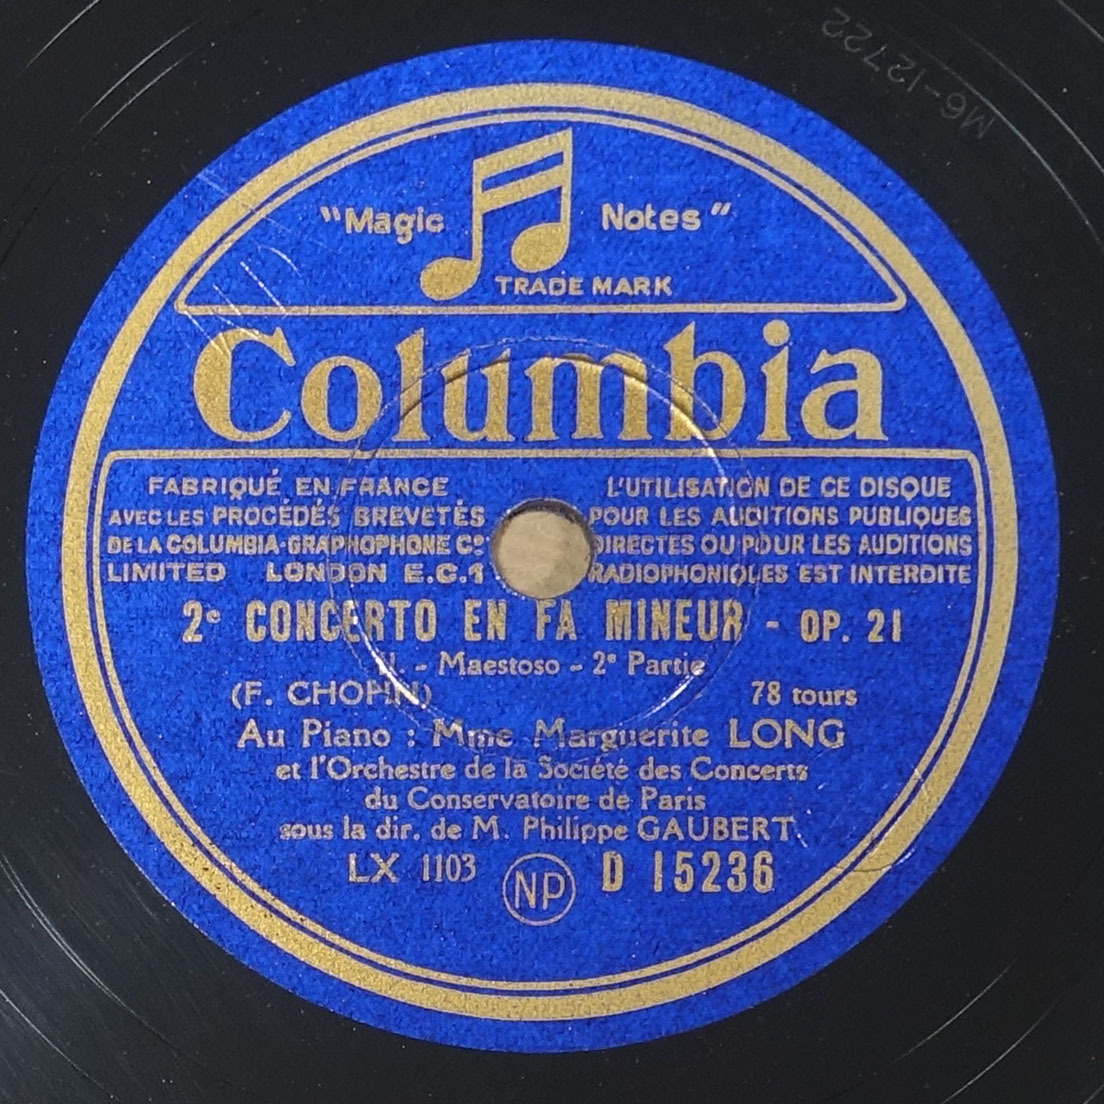 M6-12722
"Magic Notes"
TRADE MARK
Columbia
FABRIQUÉ EN FRANCE
AVEC LES PROCÉDÉS BREVETÉS
DE LA COLUMBIA-GRAPHOPHONE Cº
LIMITED LONDON E.C.1
L'UTILISATION DE CE DISQUE
POUR LES AUDITIONS PUBLIQUES
DIRECTES OU POUR LES AUDITIONS
RADIOPHONIQUES EST INTERDITE
2e CONCERTO EN FA MINEUR - OP. 21
- Maestoso - 2e Partie
(F. CHOPIN) 78 tours
Au Piano : Mme Marguerite LONG
et l'Orchestre de la Société des Concerts
du Conservatoire de Paris
sous la dir. de M. Philippe GAUBERT
LX 1103 NP D 15236